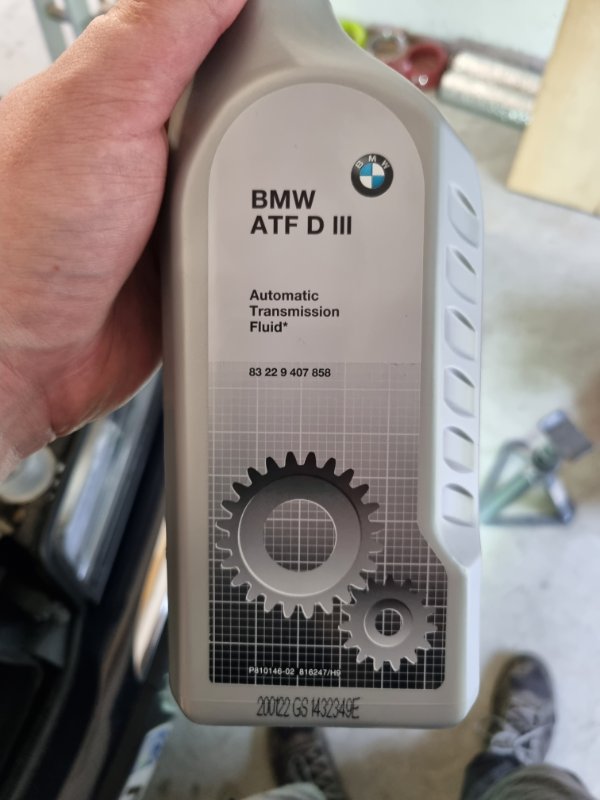 BMW
BMW
ATF D III
Automatic
Transmission
Fluid*
83 22 9 407 858
P810146-02 816247/H9
200122 GS 1432349E